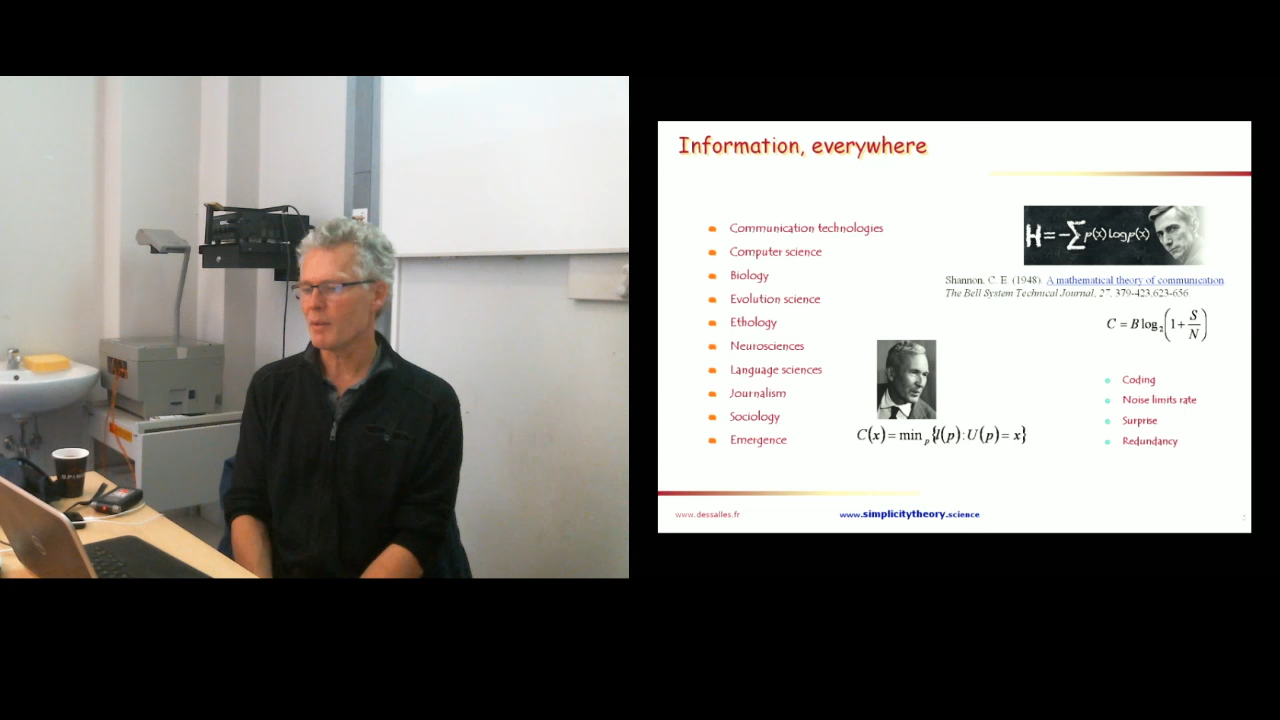 Information, everywhere
Communication technologies
Computer science
Biology
Evolution science
Ethology
Neurosciences
Language sciences
Journalism
Sociology
Emergence
H = -∑ p(x) log p(x)
Shannon. C. E. (1948). A mathematical theory of communication.
The Bell System Technical Journal, 27, 379-423,623-656.
C = B log₂(1 + S/N)
C(x) = minₚ{l(p) : U(p) = x}
Coding
Noise limits rate
Surprise
Redundancy
www.dessalles.fr
www.simplicitytheory.science